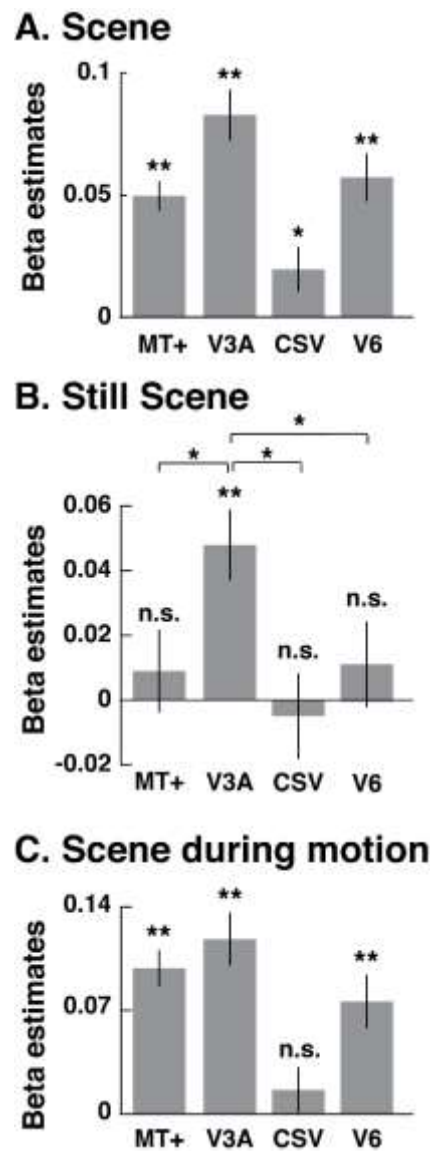 A. Scene
Beta estimates
0.1
0.05
0
**
**
*
**
MT+ V3A CSV V6
B. Still Scene
Beta estimates
*
*
*
0.06
0.04
0.02
0
-0.02
n.s.
**
n.s.
n.s.
MT+ V3A CSV V6
C. Scene during motion
Beta estimates
0.14
0.07
0
**
**
n.s.
**
MT+ V3A CSV V6